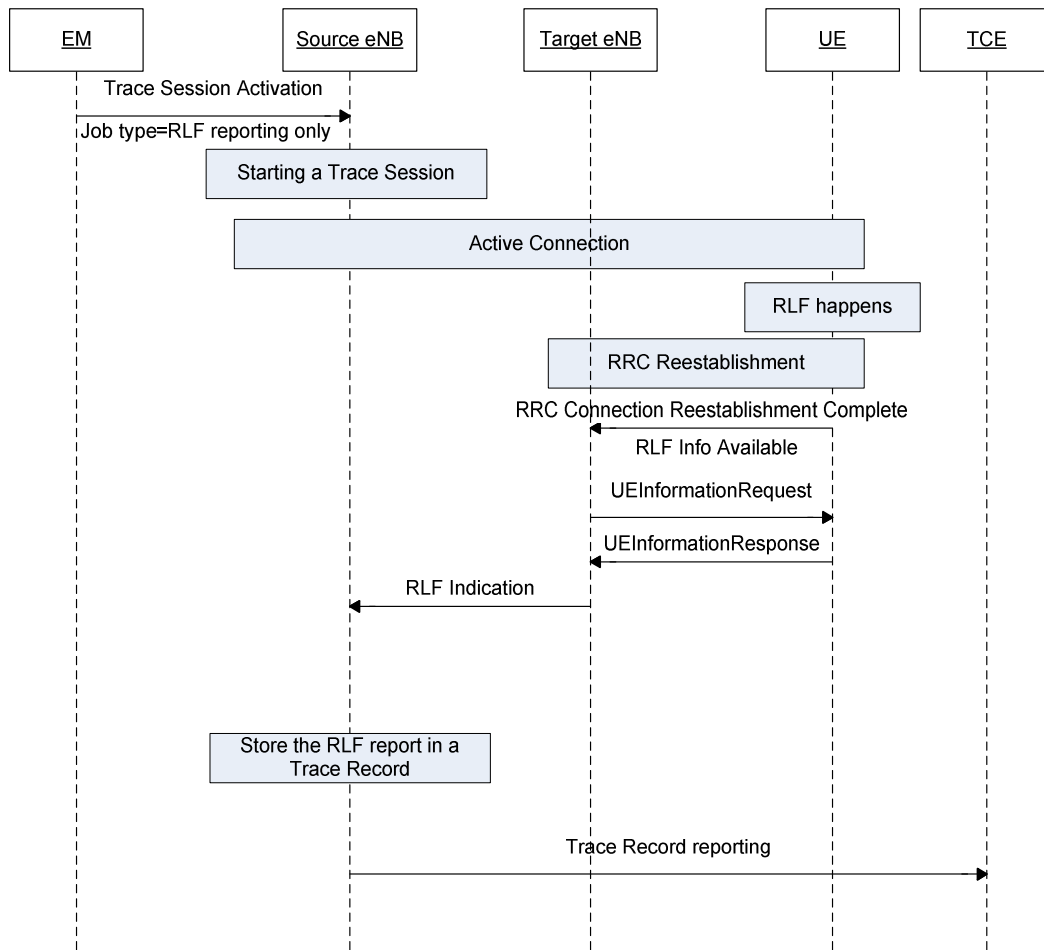 EM
Source eNB
Target eNB
UE
TCE
Trace Session Activation
Job type=RLF reporting only
Starting a Trace Session
Active Connection
RLF happens
RRC Reestablishment
RRC Connection Reestablishment Complete
RLF Info Available
UEInformationRequest
UEInformationResponse
RLF Indication
Store the RLF report in a
Trace Record
Trace Record reporting